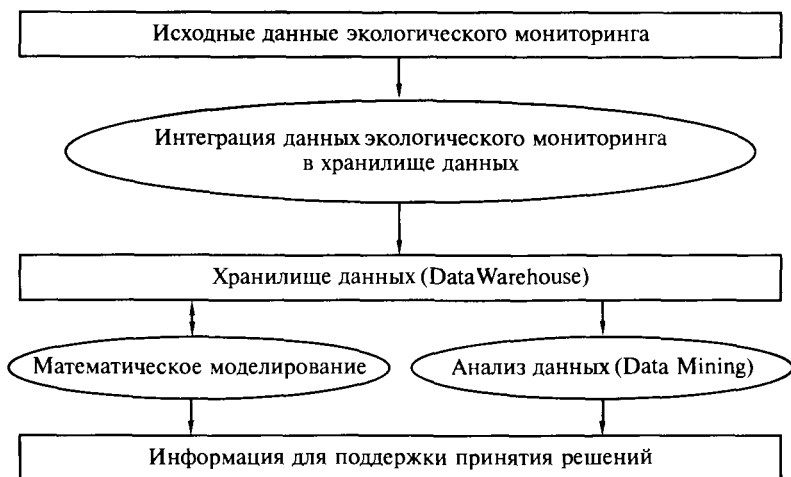 Исходные данные экологического мониторинга
Интеграция данных экологического мониторинга
в хранилище данных
Хранилище данных (DataWarehouse)
Математическое моделирование
Анализ данных (Data Mining)
Информация для поддержки принятия решений